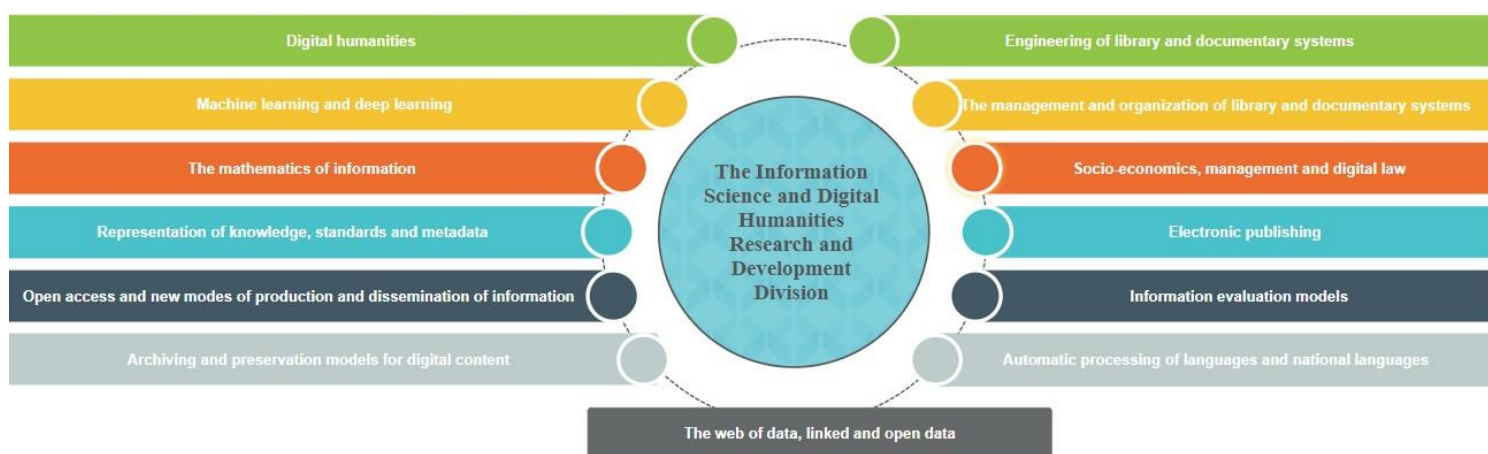 Digital humanities
Machine learning and deep learning
The mathematics of information
Representation of knowledge, standards and metadata
Open access and new modes of production and dissemination of information
Archiving and preservation models for digital content
The Information
Science and Digital
Humanities
Research and
Development
Division
Engineering of library and documentary systems
The management and organization of library and documentary systems
Socio-economics, management and digital law
Electronic publishing
Information evaluation models
Automatic processing of languages and national languages
The web of data, linked and open data